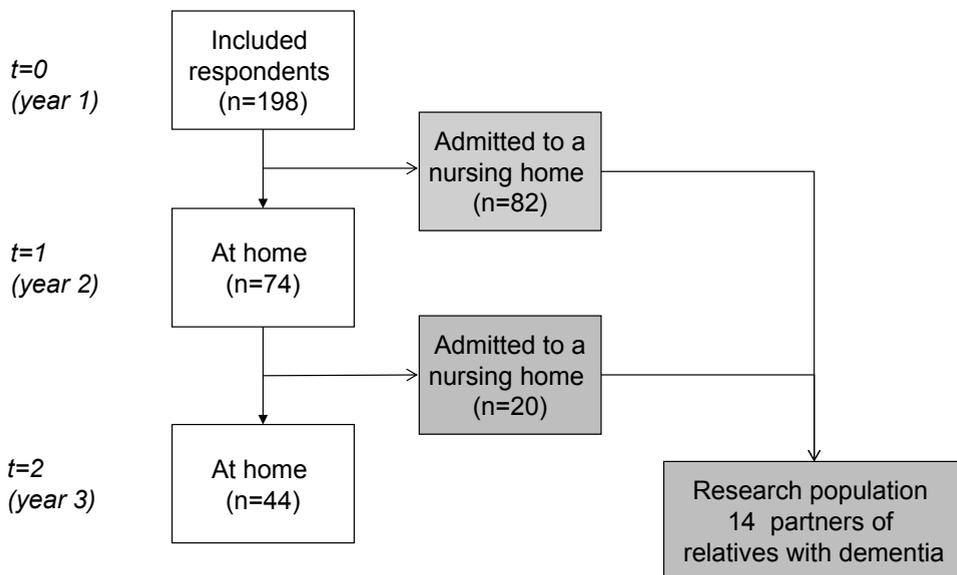 t=0
(year 1)
Included
respondents
(n=198)
Admitted to a
nursing home
(n=82)
t=1
(year 2)
At home
(n=74)
Admitted to a
nursing home
(n=20)
t=2
(year 3)
At home
(n=44)
Research population
14 partners of
relatives with dementia